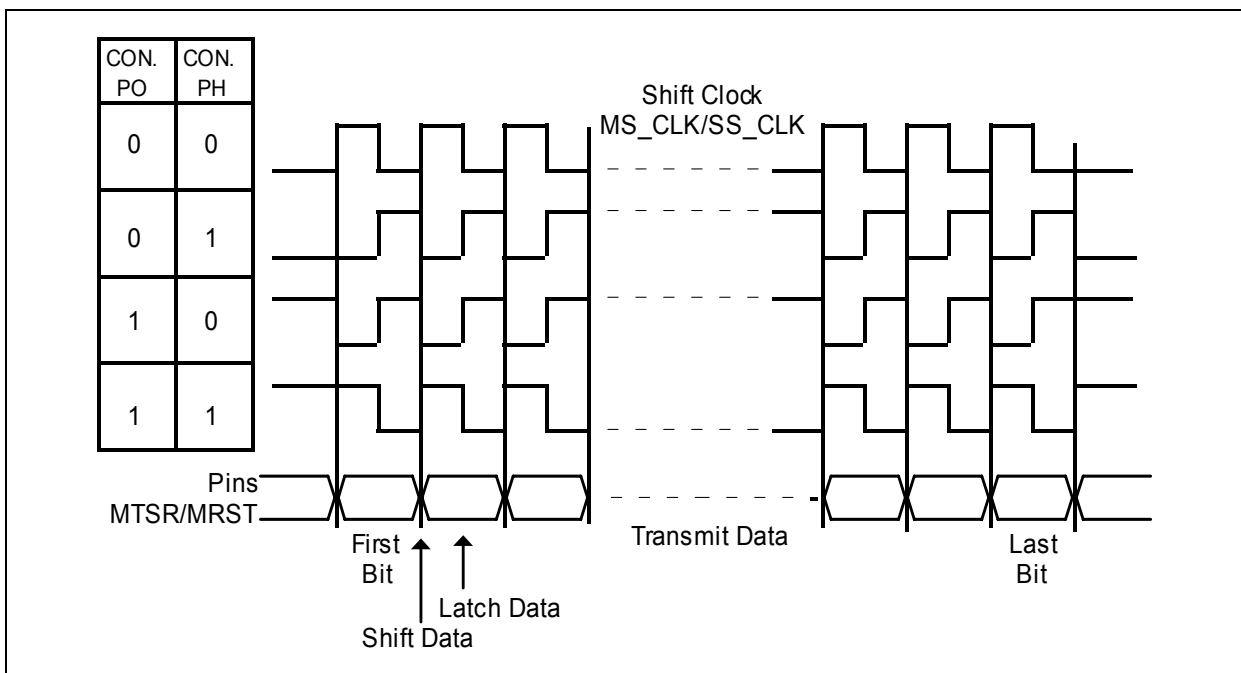 CON. CON.
PO PH
0 0
0 1
1 0
1 1
Shift Clock
MS_CLK/SS_CLK
Pins
MTSR/MRST
First
Bit
Transmit Data
Last
Bit
Latch Data
Shift Data